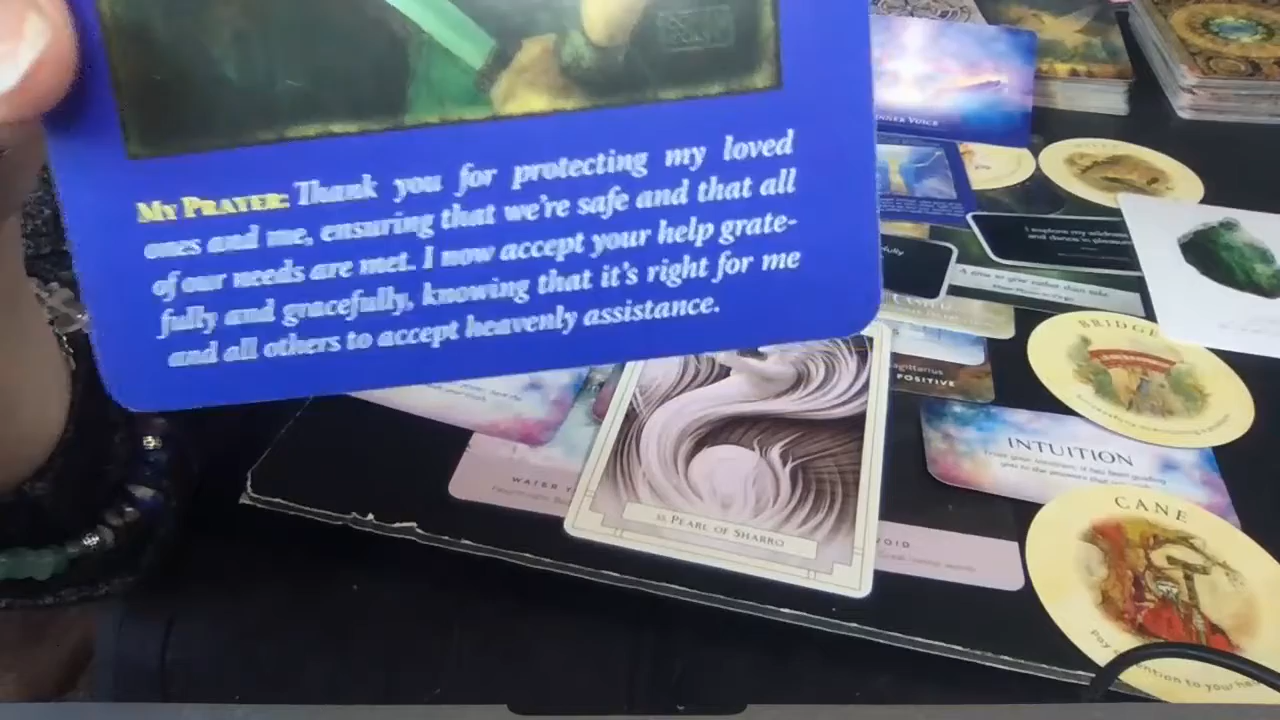 MY PRAYER: Thank you for protecting my loved
ones and me, ensuring that we're safe and that all
of our needs are met. I now accept your help grate-
fully and gracefully, knowing that it's right for me
and all others to accept heavenly assistance.
INNER VOICE
I explore my wildness
and dance in pleasure
A time to give rather than take
BRIDGE
Sagittarius
POSITIVE
INTUITION
Trust your intuition; it has been guiding
you to the answers that
CANE
Pay attention to your
WATER
55 PEARL OF SHARRO
VOID